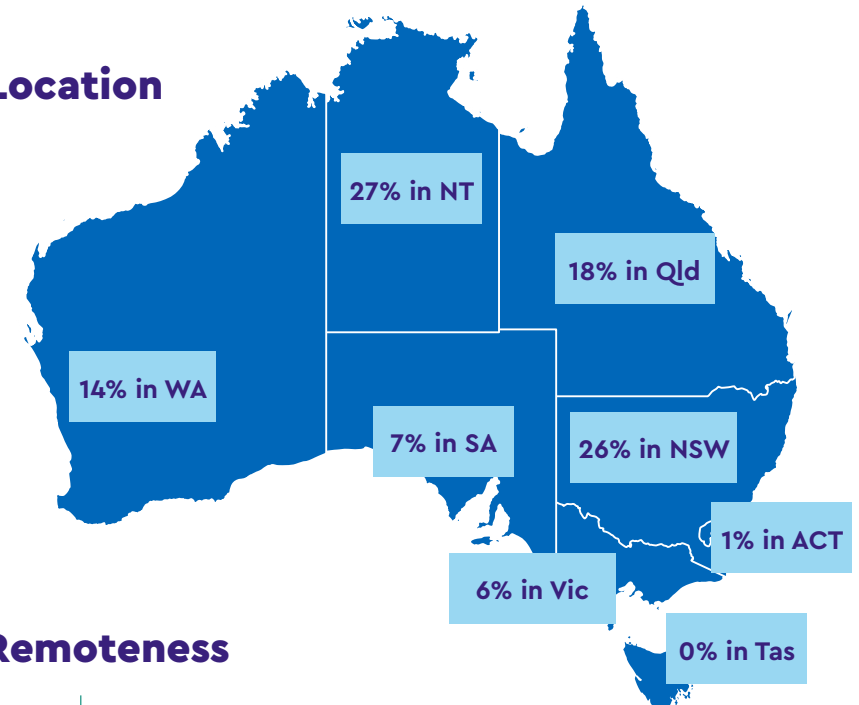 Location
27% in NT
18% in Qld
14% in WA
7% in SA
26% in NSW
1% in ACT
6% in Vic
0% in Tas
Remoteness